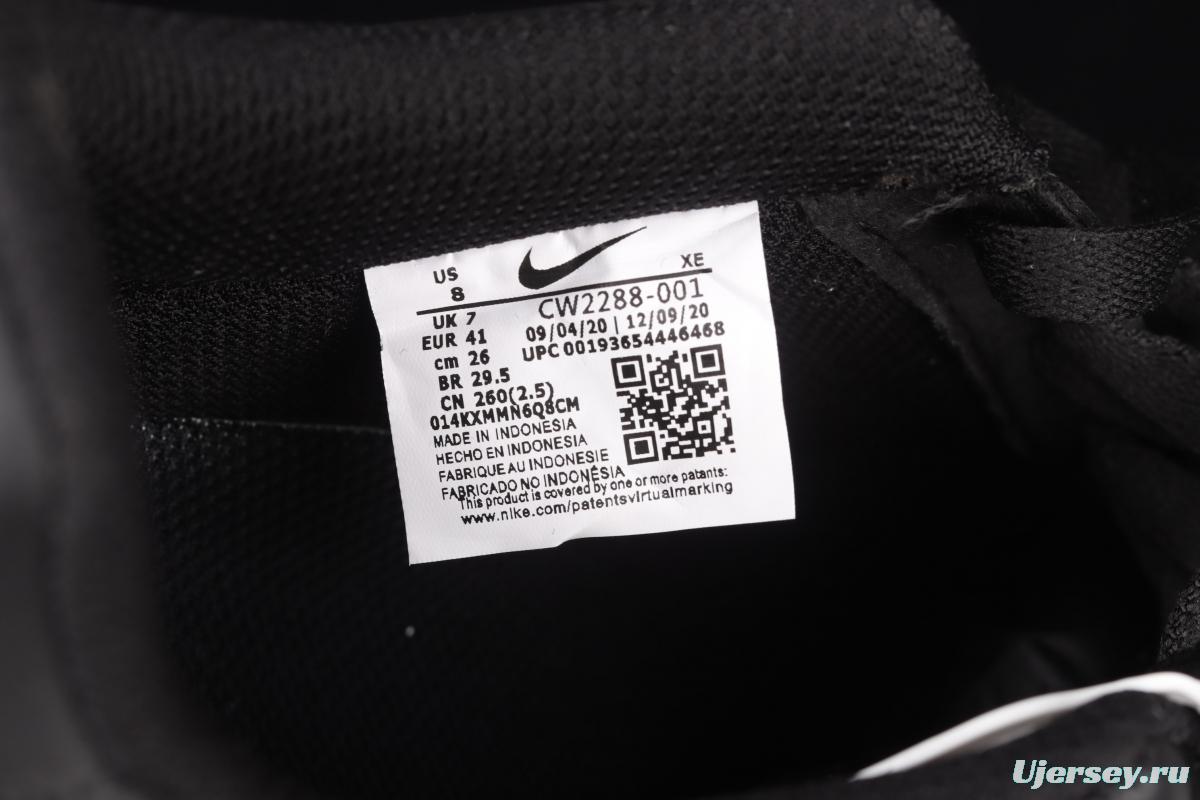 US XE
8
UK 7 CW2288-001
EUR 41 09/04/20 | 12/09/20
cm 26 UPC 00193654446468
BR 29.5
CN 260(2.5)
014KXMMN6Q8CM
MADE IN INDONESIA
HECHO EN INDONESIA
FABRIQUE AU INDONESIE
FABRICADO NO INDONÉSIA
This product is covered by one or more patants:
www.nike.com/patentsvirtualmarking
Ujersey.ru